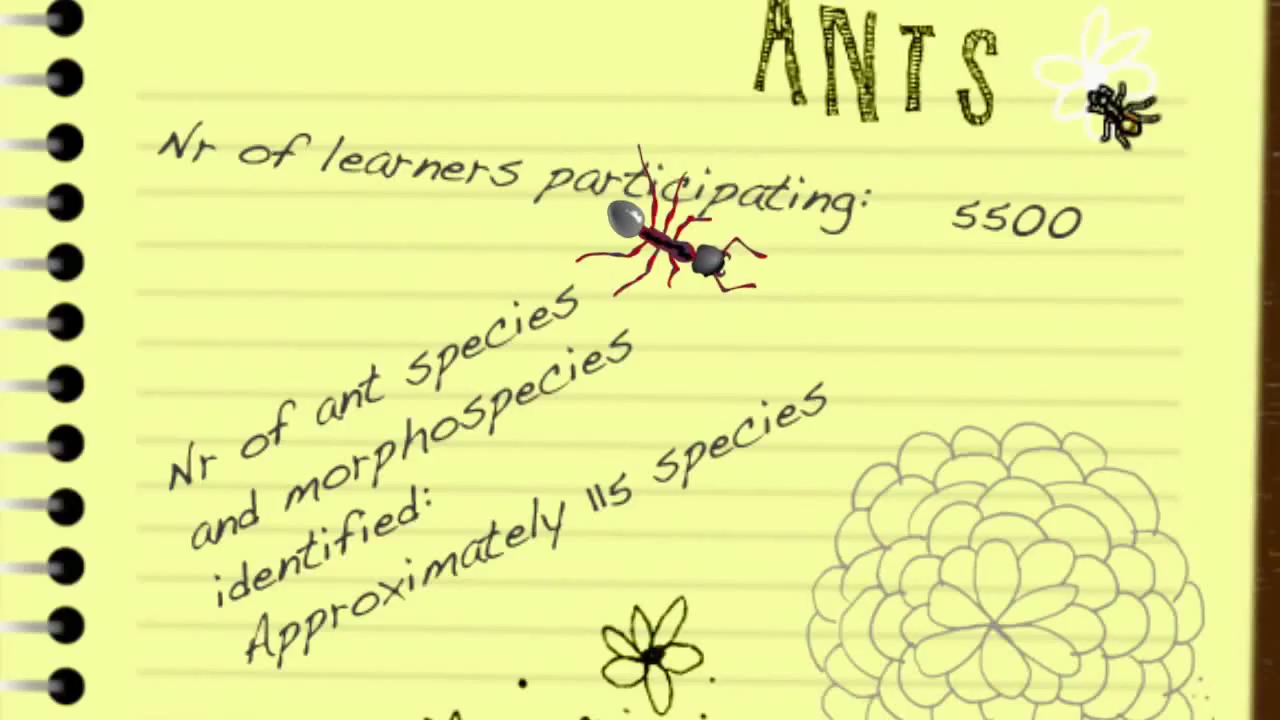 ANTS
Nr of learners participating: 5500
Nr of ant species
and morphospecies
identified:
Approximately 115 species